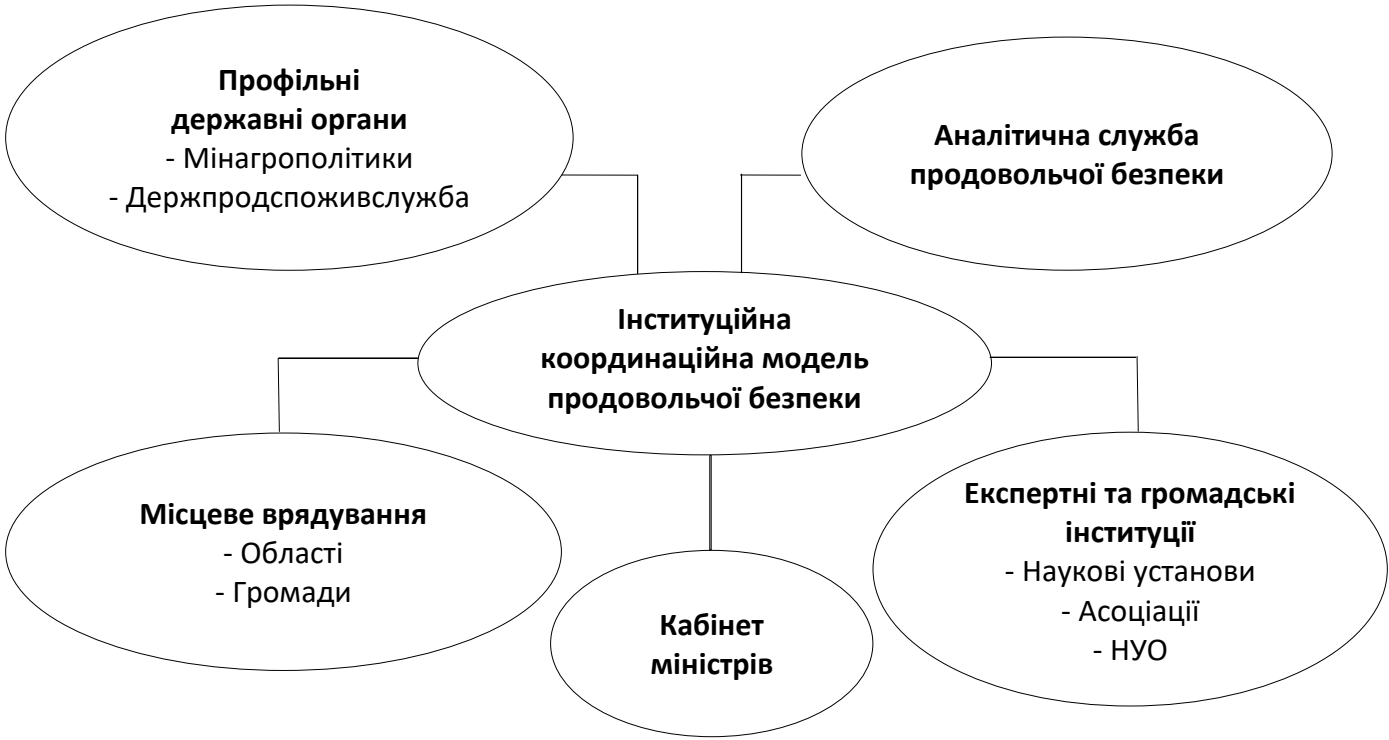 Профільні
державні органи
- Мінагрополітики
- Держпродспоживслужба
Аналітична служба
продовольчої безпеки
Інституційна
координаційна модель
продовольчої безпеки
Місцеве врядування
- Області
- Громади
Кабінет
міністрів
Експертні та громадські
інституції
- Наукові установи
- Асоціації
- НУО